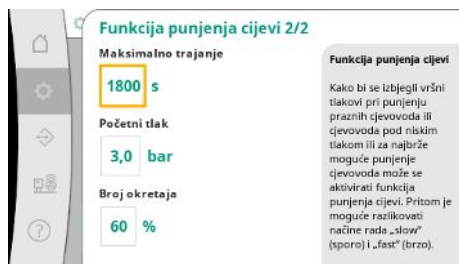 Funkcija punjenja cijevi 2/2
Maksimalno trajanje
1800 s
Početni tlak
3,0 bar
Broj okretaja
60 %
Funkcija punjenja cijevi
Kako bi se izbjegli vršni
tlakovi pri punjenju
praznih cjevovoda ili
cjevovoda pod niskim
tlakom ili za najbrže
moguće punjenje
cjevovoda može se
aktivirati funkcija
punjenja cijevi. Pritom je
moguće razlikovati
načine rada „slow"
(sporo) i „fast" (brzo).